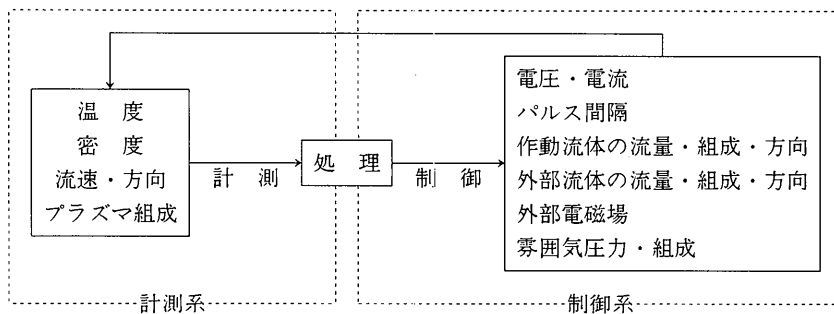 温 度
密 度
流速・方向
プラズマ組成
計 測
処 理
制 御
電圧・電流
パルス間隔
作動流体の流量・組成・方向
外部流体の流量・組成・方向
外部電磁場
雰囲気圧力・組成
計測系
制御系